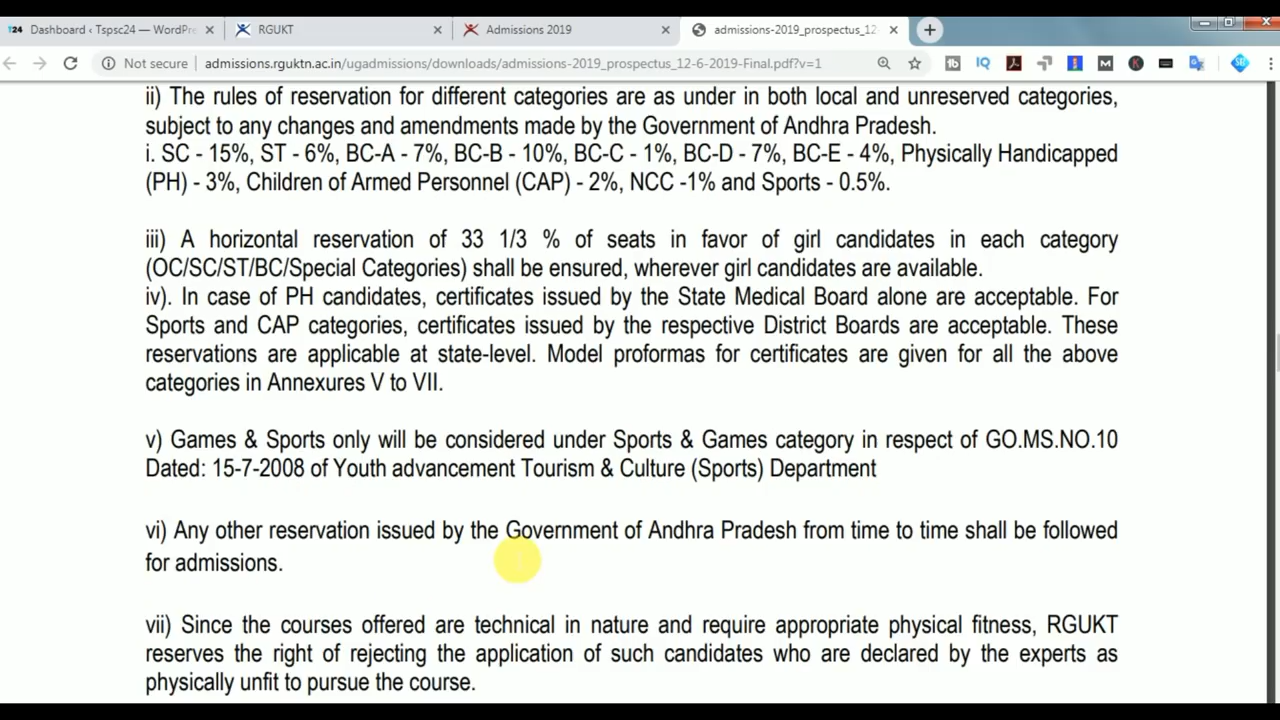 T24 Dashboard ‹ Tspsc24 — WordPre
RGUKT
Admissions 2019
admissions-2019_prospectus_12-
Not secure
admissions.rguktn.ac.in/ugadmissions/downloads/admissions-2019_prospectus_12-6-2019-Final.pdf?v=1
ii) The rules of reservation for different categories are as under in both local and unreserved categories,
subject to any changes and amendments made by the Government of Andhra Pradesh.
i. SC - 15%, ST - 6%, BC-A - 7%, BC-B - 10%, BC-C - 1%, BC-D - 7%, BC-E - 4%, Physically Handicapped
(PH) - 3%, Children of Armed Personnel (CAP) - 2%, NCC -1% and Sports - 0.5%.
iii) A horizontal reservation of 33 1/3 % of seats in favor of girl candidates in each category
(OC/SC/ST/BC/Special Categories) shall be ensured, wherever girl candidates are available.
iv). In case of PH candidates, certificates issued by the State Medical Board alone are acceptable. For
Sports and CAP categories, certificates issued by the respective District Boards are acceptable. These
reservations are applicable at state-level. Model proformas for certificates are given for all the above
categories in Annexures V to VII.
v) Games & Sports only will be considered under Sports & Games category in respect of GO.MS.NO.10
Dated: 15-7-2008 of Youth advancement Tourism & Culture (Sports) Department
vi) Any other reservation issued by the Government of Andhra Pradesh from time to time shall be followed
for admissions.
vii) Since the courses offered are technical in nature and require appropriate physical fitness, RGUKT
reserves the right of rejecting the application of such candidates who are declared by the experts as
physically unfit to pursue the course.